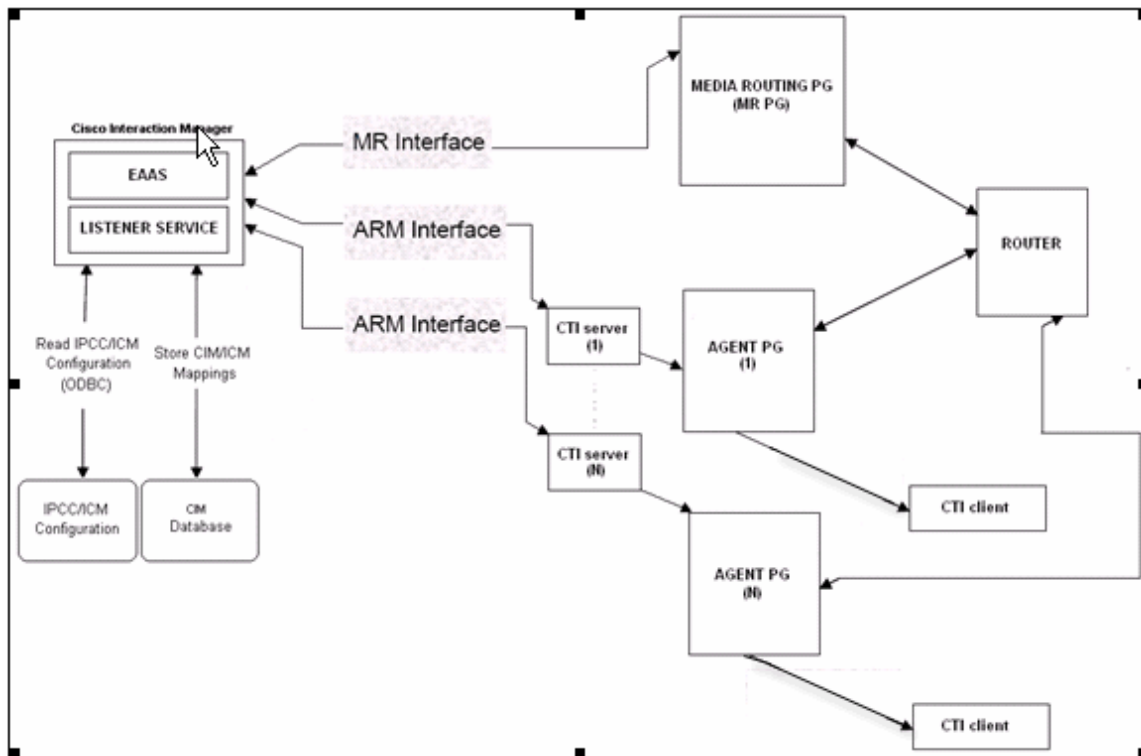 MEDIA ROUTING PG
(MR PG)
Cisco Interaction Manager
MR Interface
EAAS
LISTENER SERVICE
ARM Interface
ROUTER
ARM Interface
CTI server
(1)
AGENT PG
(1)
Read IPCC/ICM
Configuration
(ODBC)
Store CIM/ICM
Mappings
CTI server
(N)
IPCC/ICM
Configuration
CIM
Database
CTI client
AGENT PG
(N)
CTI client